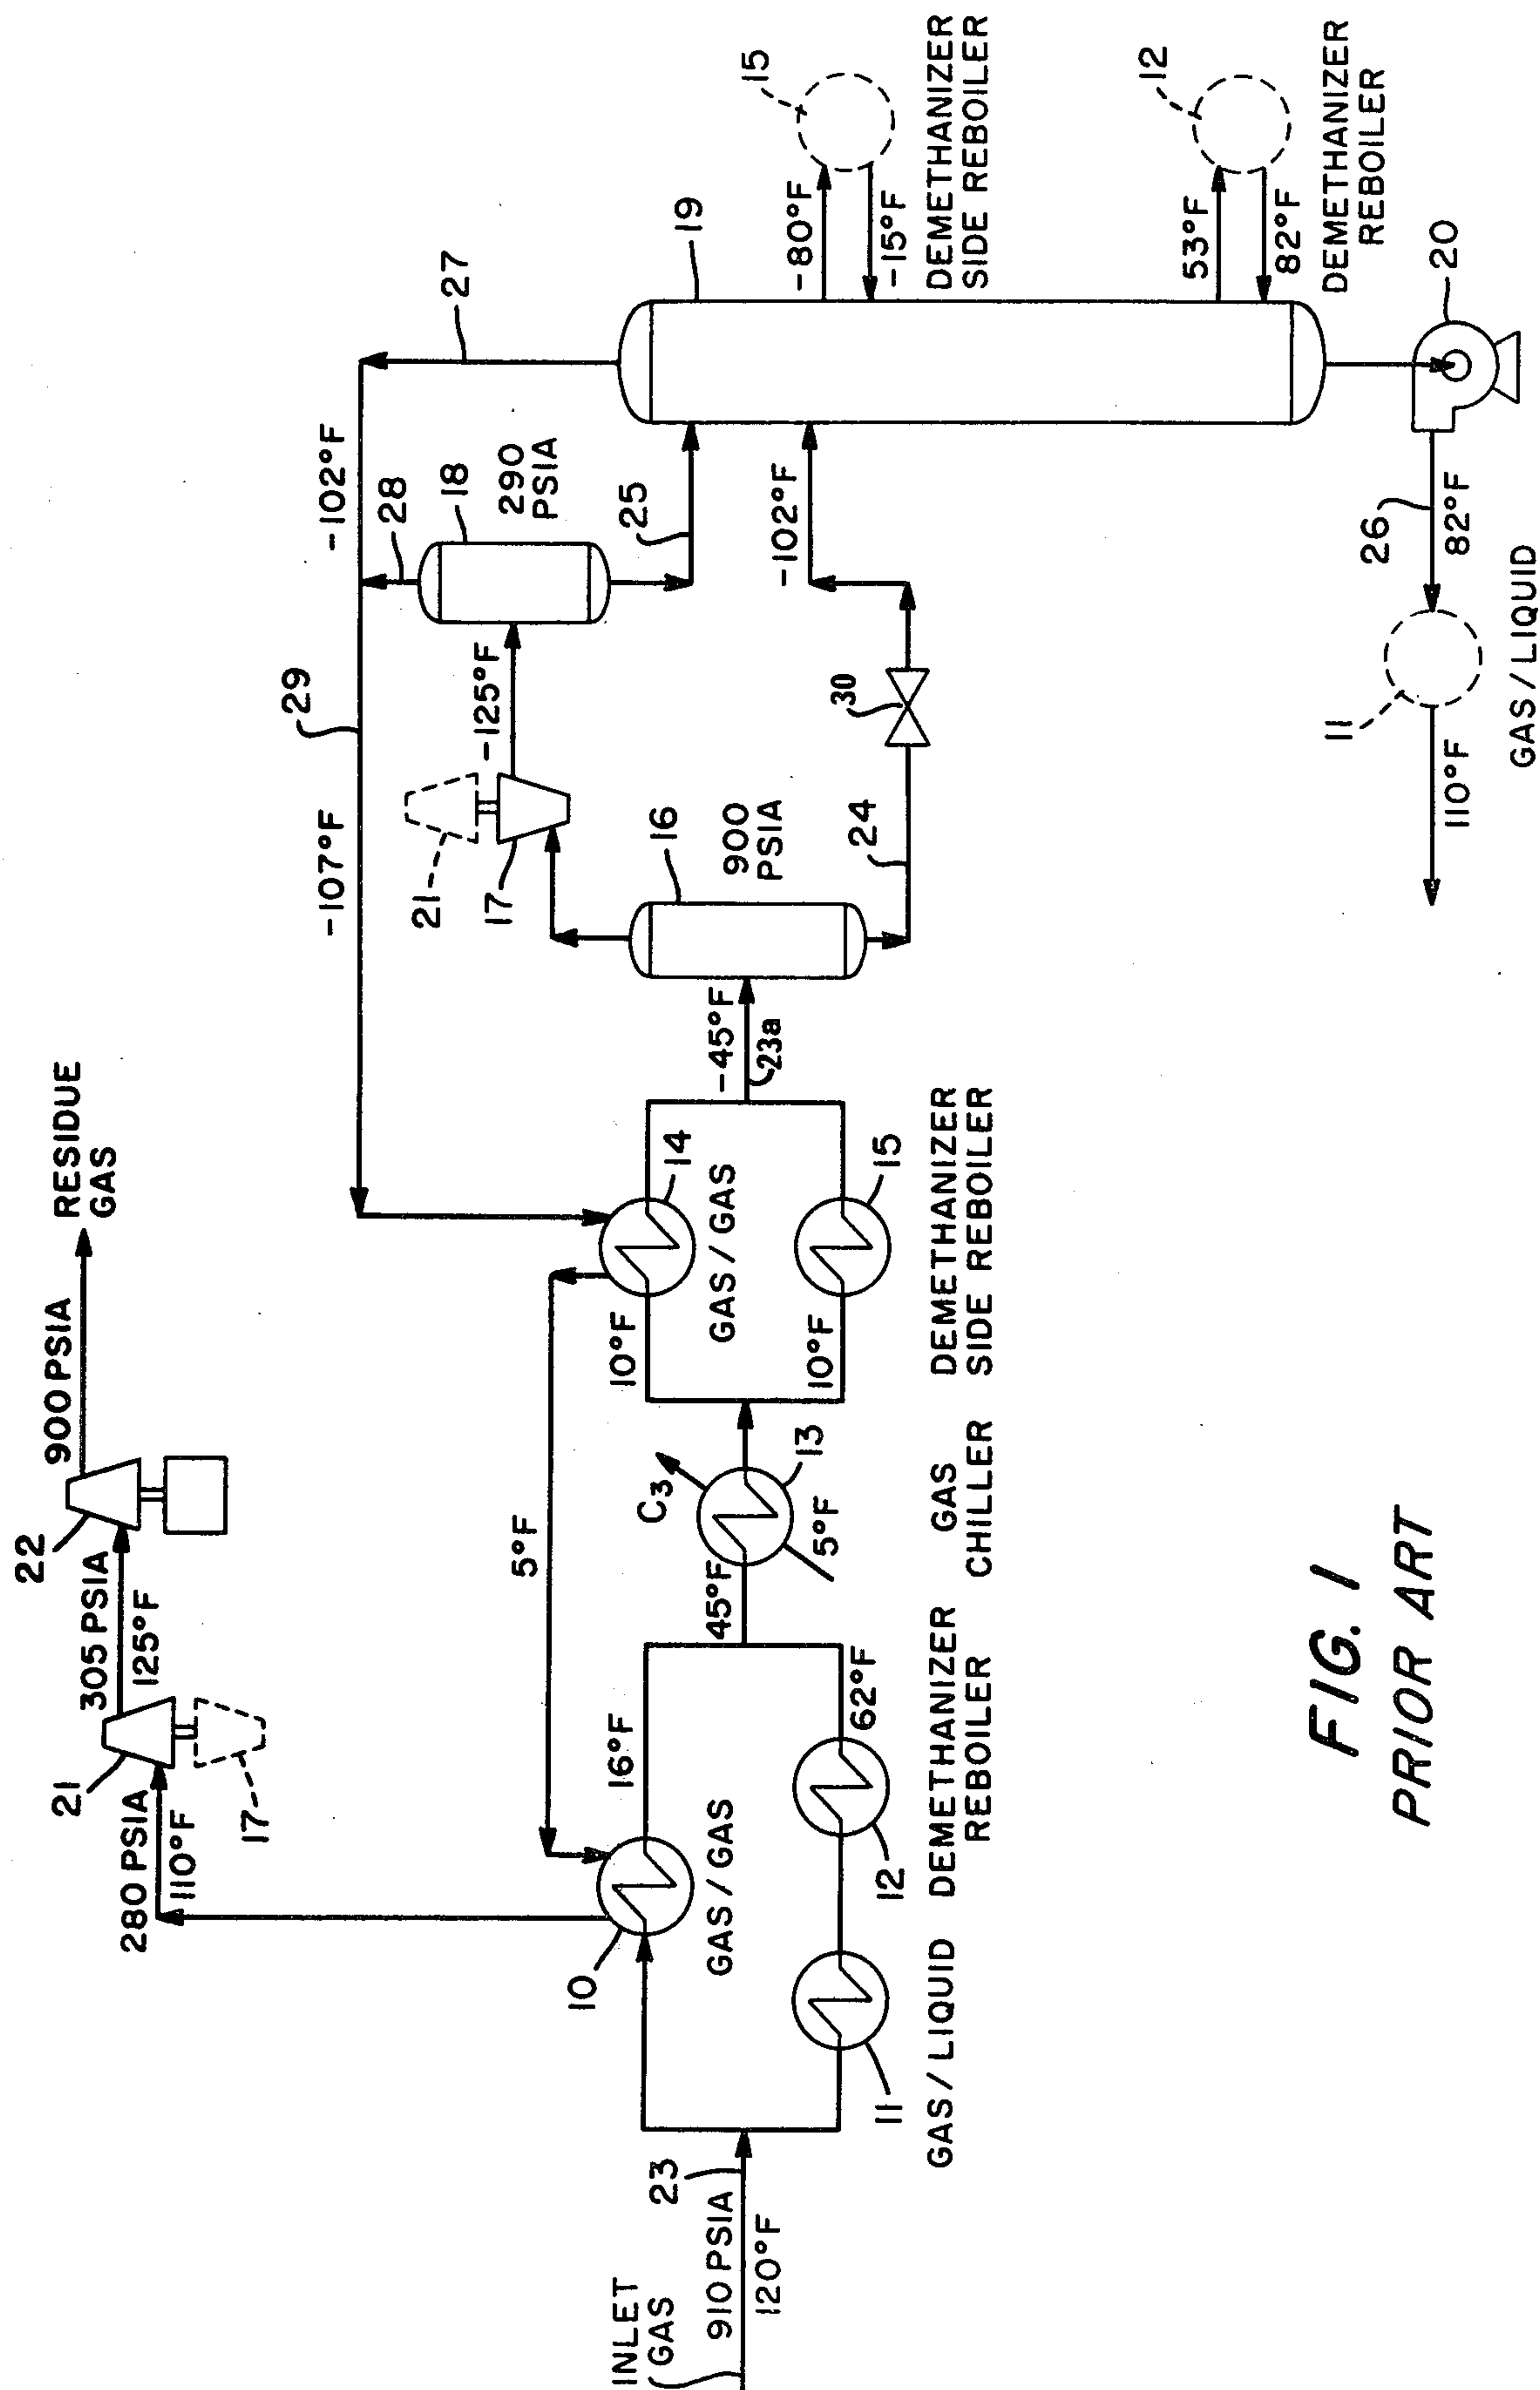 INLET
GAS
910 PSIA
120°F
23
10
GAS/GAS
16°F
11
GAS/LIQUID
12
DEMETHANIZER
REBOILER
62°F
45°F
280 PSIA
110°F
21
17
305 PSIA
125°F
22
900 PSIA
RESIDUE
GAS
5°F
C3
5°F
13
GAS
CHILLER
10°F
14
GAS/GAS
10°F
15
DEMETHANIZER
SIDE REBOILER
-45°F
23a
16
900
PSIA
24
30
-102°F
21
17
-125°F
-107°F
29
28
-102°F
18
290
PSIA
25
27
19
-80°F
-15°F
15
DEMETHANIZER
SIDE REBOILER
53°F
82°F
12
DEMETHANIZER
REBOILER
20
26
82°F
11
110°F
GAS/LIQUID
FIG. 1
PRIOR ART